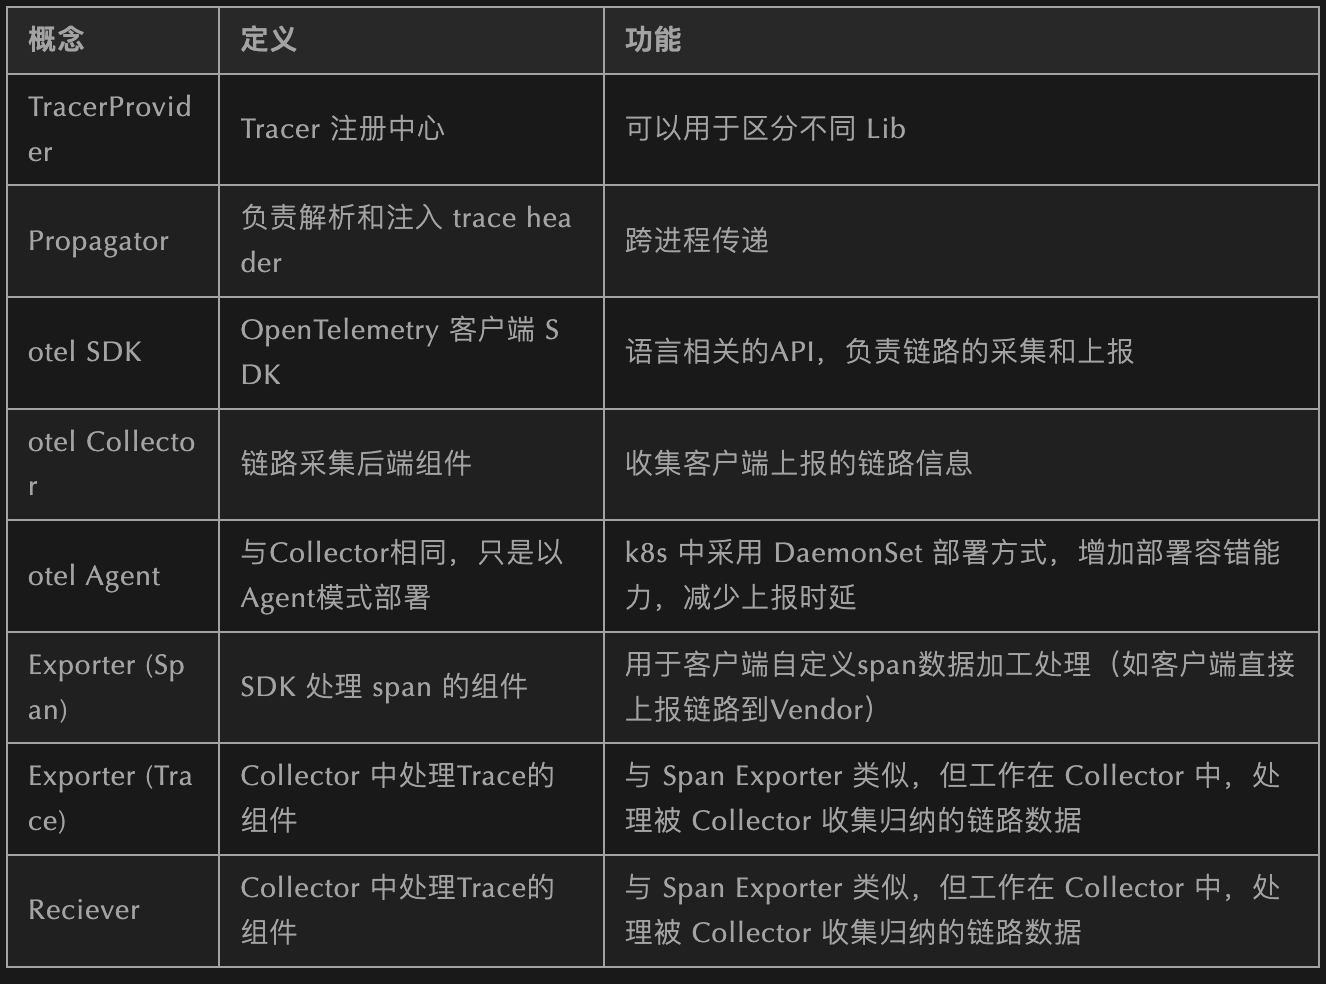 概念
定义
功能
TracerProvid
er
Tracer 注册中心
可以用于区分不同 Lib
Propagator
负责解析和注入 trace hea
der
跨进程传递
otel SDK
OpenTelemetry 客户端 S
DK
语言相关的API，负责链路的采集和上报
otel Collecto
r
链路采集后端组件
收集客户端上报的链路信息
otel Agent
与Collector相同，只是以
Agent模式部署
k8s 中采用 DaemonSet 部署方式，增加部署容错能
力，减少上报时延
Exporter (Sp
an)
SDK 处理 span 的组件
用于客户端自定义span数据加工处理（如客户端直接
上报链路到Vendor）
Exporter (Tra
ce)
Collector 中处理Trace的
组件
与 Span Exporter 类似，但工作在 Collector 中，处
理被 Collector 收集归纳的链路数据
Reciever
Collector 中处理Trace的
组件
与 Span Exporter 类似，但工作在 Collector 中，处
理被 Collector 收集归纳的链路数据